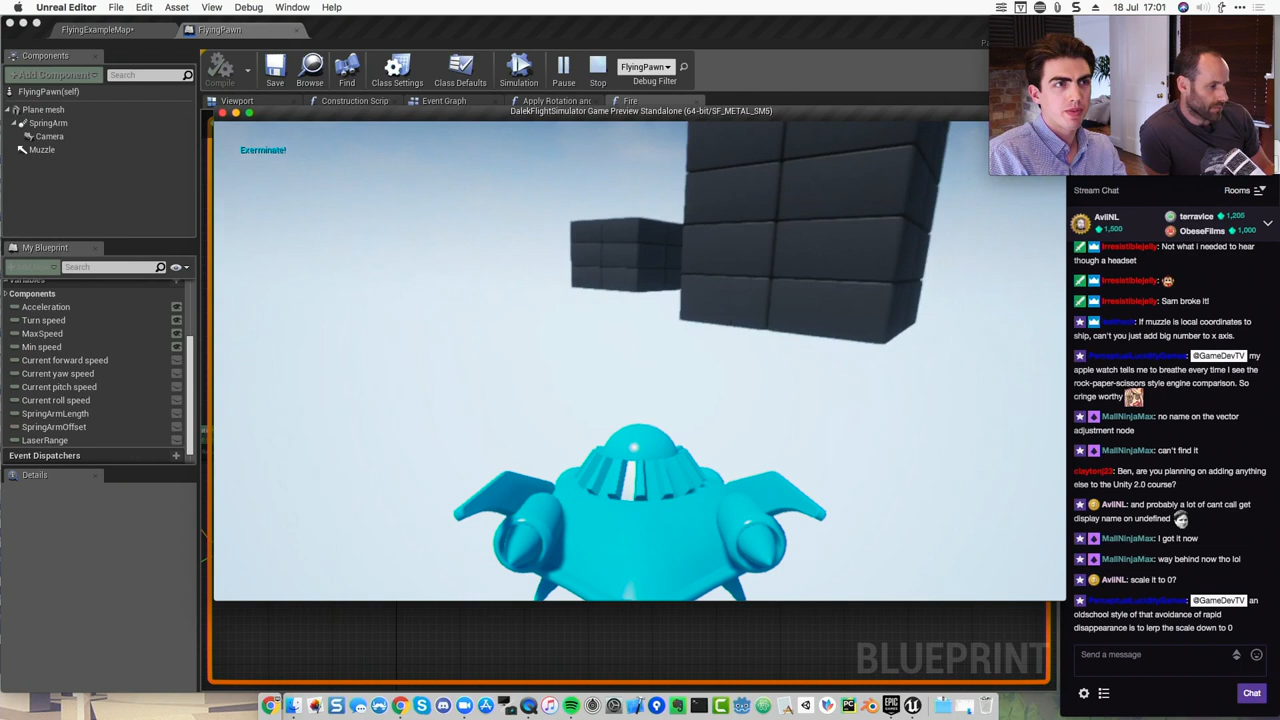 Unreal Editor File Edit Asset View Debug Window Help
18 Jul 17:01
FlyingExampleMap*
FlyingPawn
Components
+Add Component
Search
FlyingPawn(self)
Plane mesh
SpringArm
Camera
Muzzle
My Blueprint
Search
Variables
Components
Acceleration
Turn speed
MaxSpeed
Min speed
Current forward speed
Current yaw speed
Current pitch speed
Current roll speed
SpringArmLength
SpringArmOffset
LaserRange
Event Dispatchers
Details
Compile
Save
Browse
Find
Class Settings
Class Defaults
Simulation
Pause
Stop
FlyingPawn
Debug Filter
Viewport
Construction Scrip
Event Graph
Apply Rotation and
Fire
DalekFlightSimulator Game Preview Standalone (64-bit/SF_METAL_SM5)
Exerminate!
BLUEPRINT
Stream Chat
Rooms
AvliNL
1,500
terravice 1,205
ObeseFilms 1,000
Irresistiblejelly: Not what i needed to hear
though a headset
Irresistiblejelly:
Irresistiblejelly: Sam broke it!
If muzzle is local coordinates to
ship, can't you just add big number to x axis.
@GameDevTV my
apple watch tells me to breathe every time I see the
rock-paper-scissors style engine comparison. So
cringe worthy
MallNinjaMax: no name on the vector
adjustment node
MallNinjaMax: can't find it
clayton|23: Ben, are you planning on adding anything
else to the Unity 2.0 course?
AvliNL: and probably a lot of cant call get
display name on undefined
MallNinjaMax: I got it now
MallNinjaMax: way behind now tho lol
AvliNL: scale it to 0?
@GameDevTV an
oldschool style of that avoidance of rapid
disappearance is to lerp the scale down to 0
Send a message
Chat